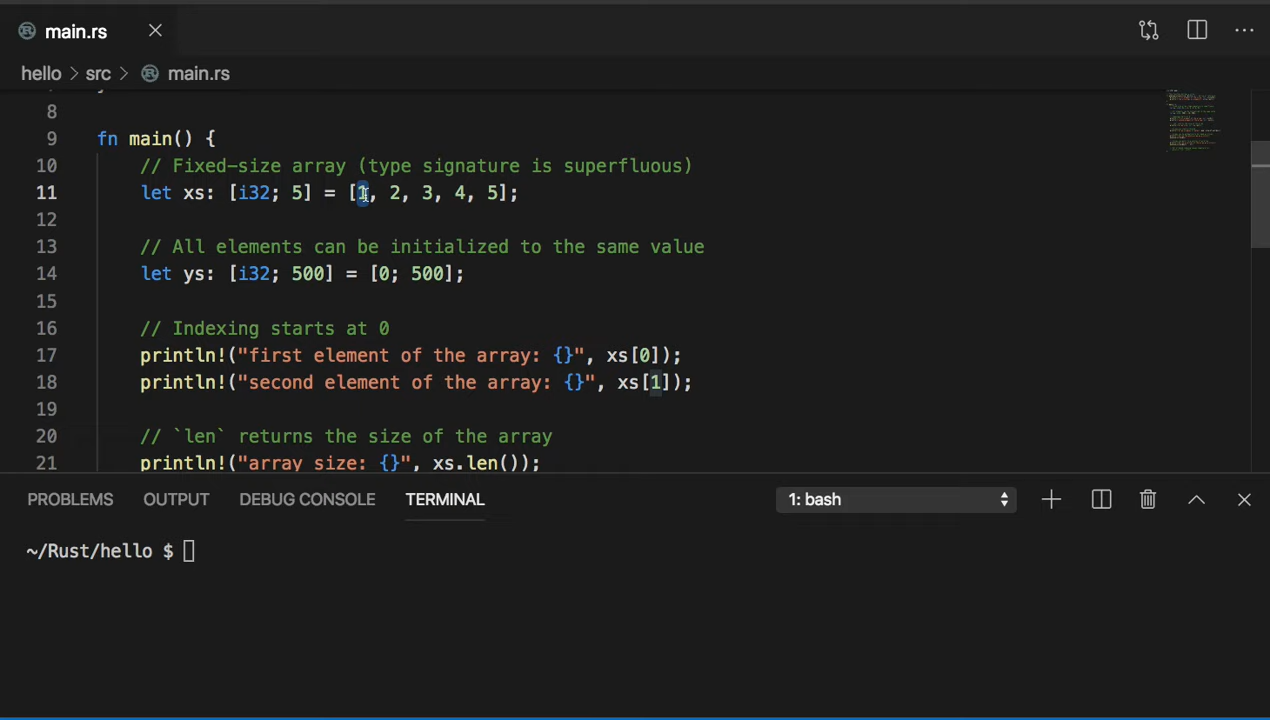 main.rs
hello > src > main.rs
8
9 fn main() {
10 // Fixed-size array (type signature is superfluous)
11 let xs: [i32; 5] = [1, 2, 3, 4, 5];
12
13 // All elements can be initialized to the same value
14 let ys: [i32; 500] = [0; 500];
15
16 // Indexing starts at 0
17 println!("first element of the array: {}", xs[0]);
18 println!("second element of the array: {}", xs[1]);
19
20 // `len` returns the size of the array
21 println!("array size: {}", xs.len());
PROBLEMS OUTPUT DEBUG CONSOLE TERMINAL 1: bash
~/Rust/hello $